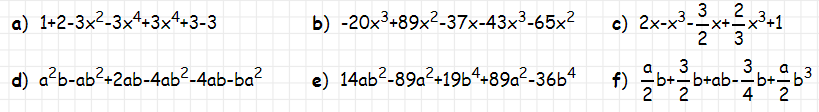 a) 1+2-3x²-3x⁴+3x⁴+3-3 b) -20x³+89x²-37x-43x³-65x² c) 2x-x³-3/2x+2/3x³+1
d) a²b-ab²+2ab-4ab²-4ab-ba² e) 14ab²-89a²+19b⁴+89a²-36b⁴ f) a/2b+3/2b+ab-3/4b+a/2b³